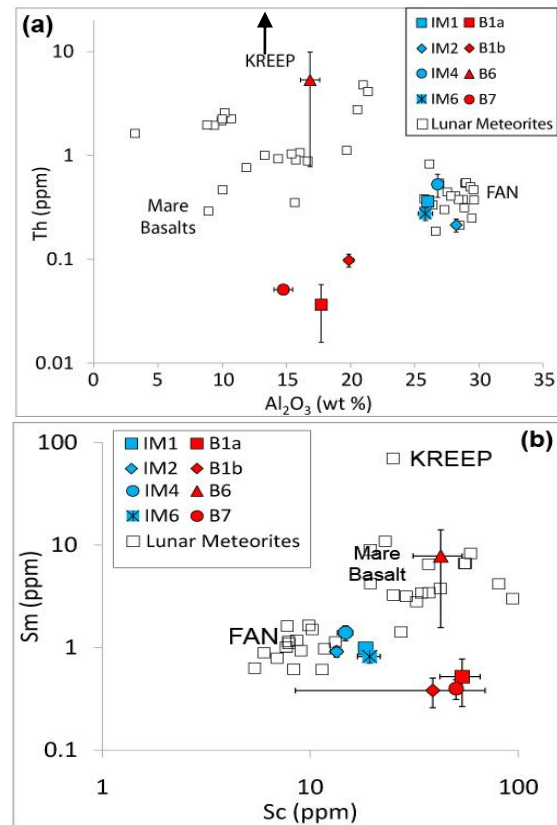 (a)
KREEP
Mare
Basalts
FAN
IM1 B1a
IM2 B1b
IM4 B6
IM6 B7
Lunar Meteorites
Th (ppm)
10
1
0.1
0.01
0 5 10 15 20 25 30 35
Al₂O₃ (wt %)
(b)
IM1 B1a
IM2 B1b
IM4 B6
IM6 B7
Lunar Meteorites
KREEP
Mare
Basalt
FAN
Sm (ppm)
100
10
1
0.1
1 10 100
Sc (ppm)